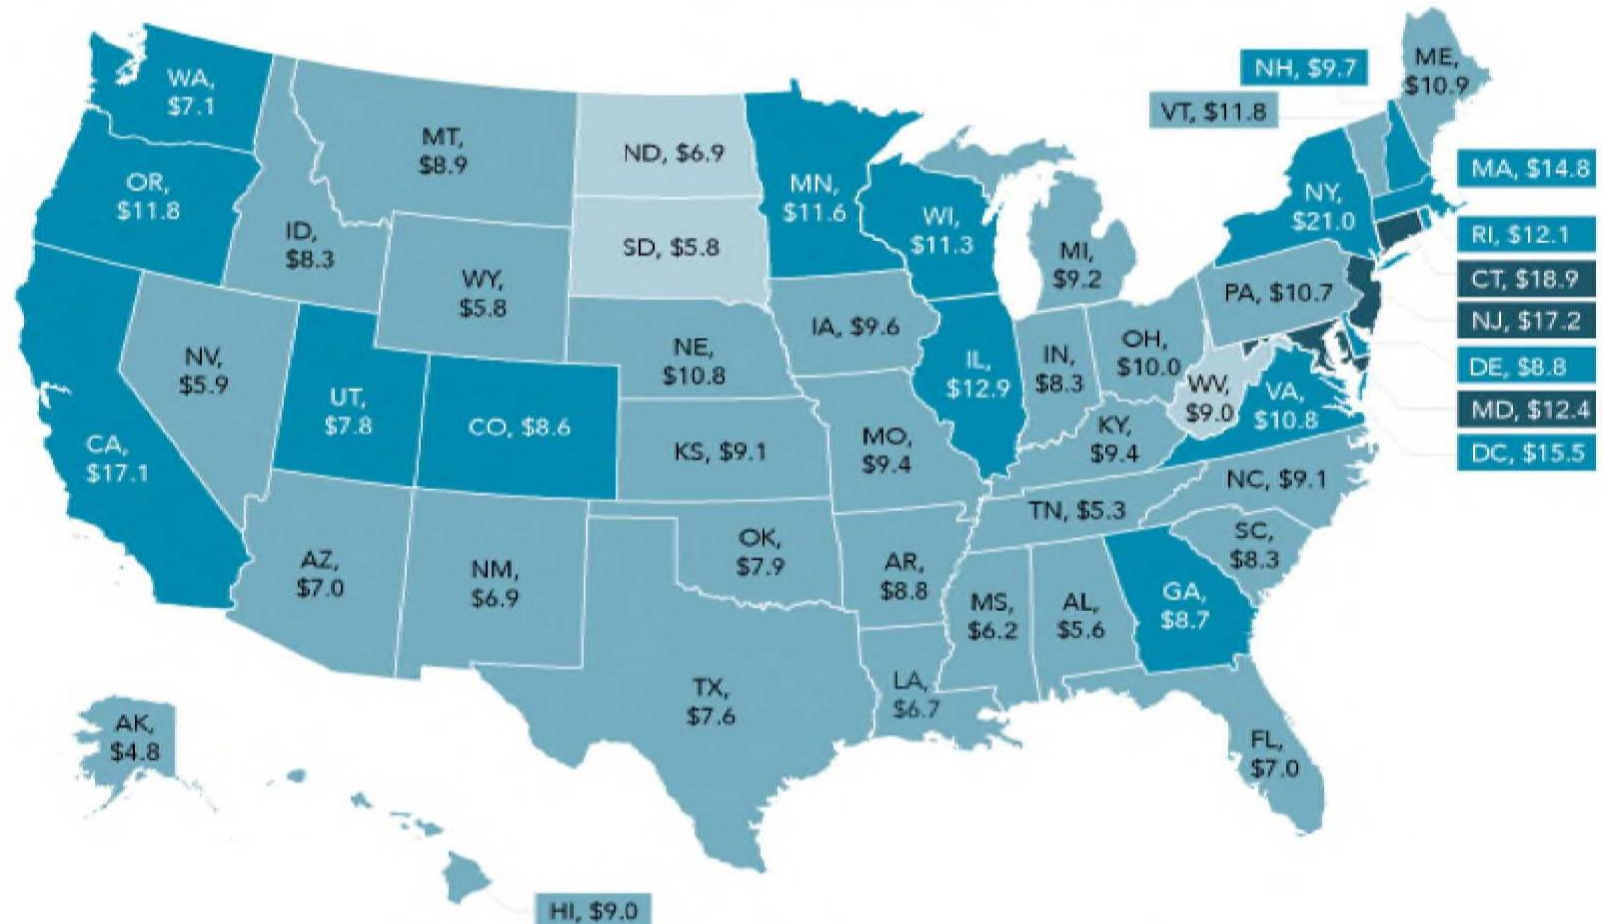 NH, $9.7
ME,
$10.9
VT, $11.8
WA,
$7.1
MT,
$8.9
ND, $6.9
MN,
$11.6
OR,
$11.8
ID,
$8.3
SD, $5.8
WI,
$11.3
MI,
$9.2
NY,
$21.0
MA, $14.8
RI, $12.1
CT, $18.9
NJ, $17.2
DE, $8.8
MD, $12.4
DC, $15.5
WY,
$5.8
PA, $10.7
IA, $9.6
NV,
$5.9
NE,
$10.8
UT,
$7.8
CO, $8.6
IL,
$12.9
IN,
$8.3
OH,
$10.0
WV,
$9.0
VA,
$10.8
CA,
$17.1
KS, $9.1
MO,
$9.4
KY,
$9.4
NC, $9.1
TN, $5.3
SC,
$8.3
AZ,
$7.0
NM,
$6.9
OK,
$7.9
AR,
$8.8
MS,
$6.2
AL,
$5.6
GA,
$8.7
TX,
$7.6
LA,
$6.7
FL,
$7.0
AK,
$4.8
HI, $9.0